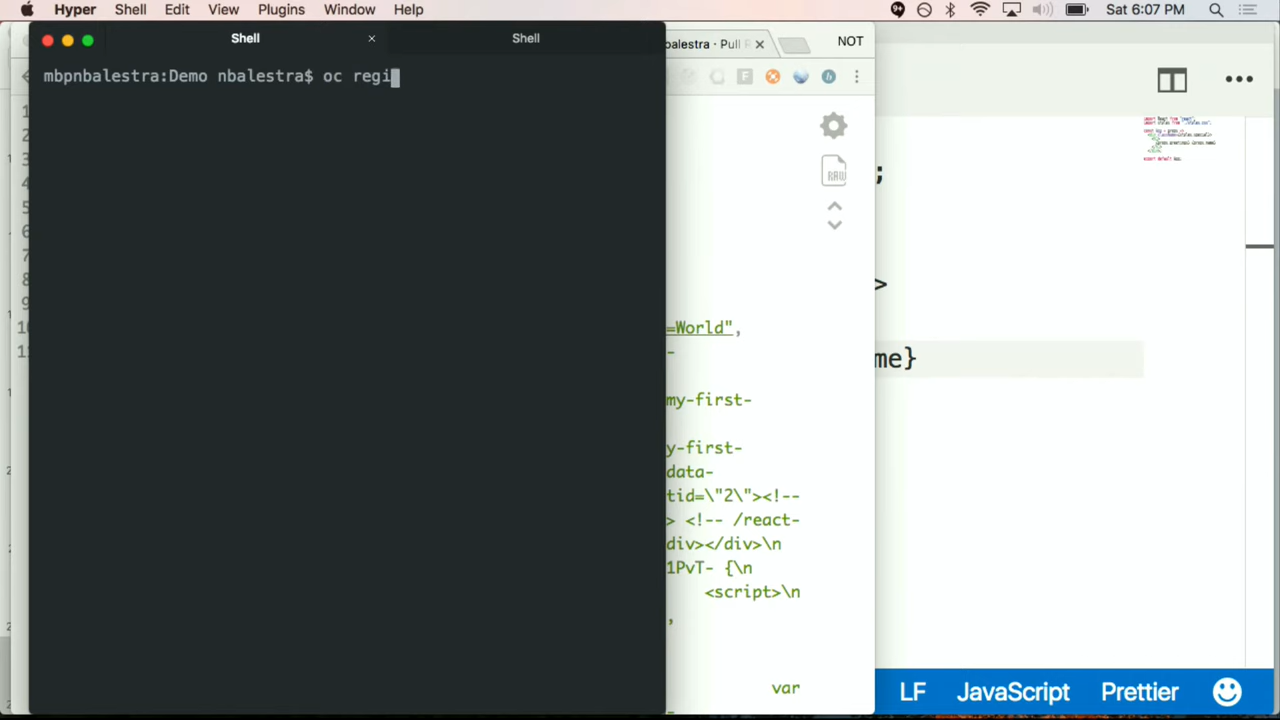 Hyper Shell Edit View Plugins Window Help Sat 6:07 PM
Shell × Shell
mbpnbalestra:Demo nbalestra$ oc regi
balestra · Pull R
NOT
RAW
;
>
=World",
me}
my-first-
y-first-
data-
tid=\"2\"><!--
> <!-- /react-
div></div>\n
1PvT- {\n
<script>\n
,
var
LF JavaScript Prettier